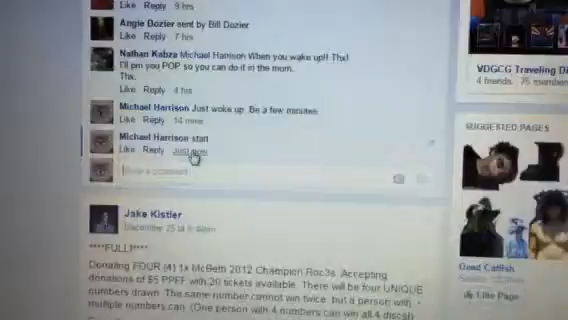 Like Reply 9 hrs
Angie Dozier sent by Bill Dozier
Like Reply 7 hrs
Nathan Kabza Michael Harrison When you wake up!! Thx!
I'll pm you POP so you can do it in the morn.
Thx.
Like Reply 4 hrs
Michael Harrison Just woke up. Be a few minutes
Like Reply 14 mins
Michael Harrison start
Like Reply Just now
Write a comment
VDGCG Traveling Di
4 friends 75 member
SUGGESTED PAGES
Jake Kistler
December 25 at
****FULL!****
Donating FOUR (4) 1x McBeth 2012 Champion Roc3s. Accepting
donations of $5 PPFF with 20 tickets available. There will be four UNIQUE
numbers drawn. The same number cannot win twice, but a person with
multiple numbers can. (One person with 4 numbers can win all 4 discs!)
Dead Catfish
Like Page